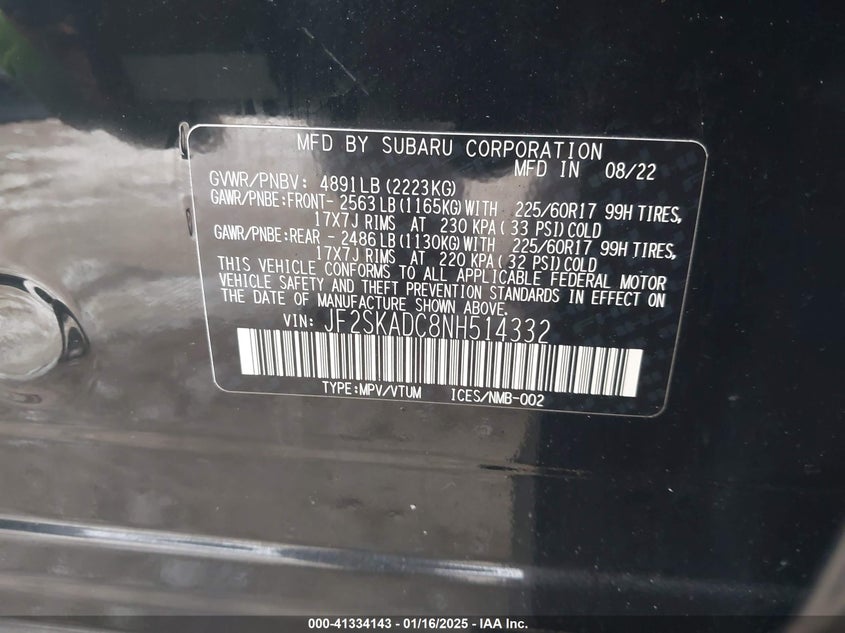 MFD BY SUBARU CORPORATION
MFD IN 08/22
GVWR/PNBV: 4891LB (2223KG)
GAWR/PNBE:FRONT- 2563LB (1165KG) WITH 225/60R17 99H TIRES,
17X7J RIMS AT 230 KPA ( 33 PSI) COLD
GAWR/PNBE:REAR - 2486LB (1130KG) WITH 225/60R17 99H TIRES,
17X7J RIMS AT 220 KPA ( 32 PSI) COLD
THIS VEHICLE CONFORMS TO ALL APPLICABLE FEDERAL MOTOR
VEHICLE SAFETY AND THEFT PREVENTION STANDARDS IN EFFECT ON
THE DATE OF MANUFACTURE SHOWN ABOVE.
VIN: JF2SKADC8NH514332
TYPE:MPV/VTUM ICES/NMB-002
000-41334143 - 01/16/2025 - IAA Inc.